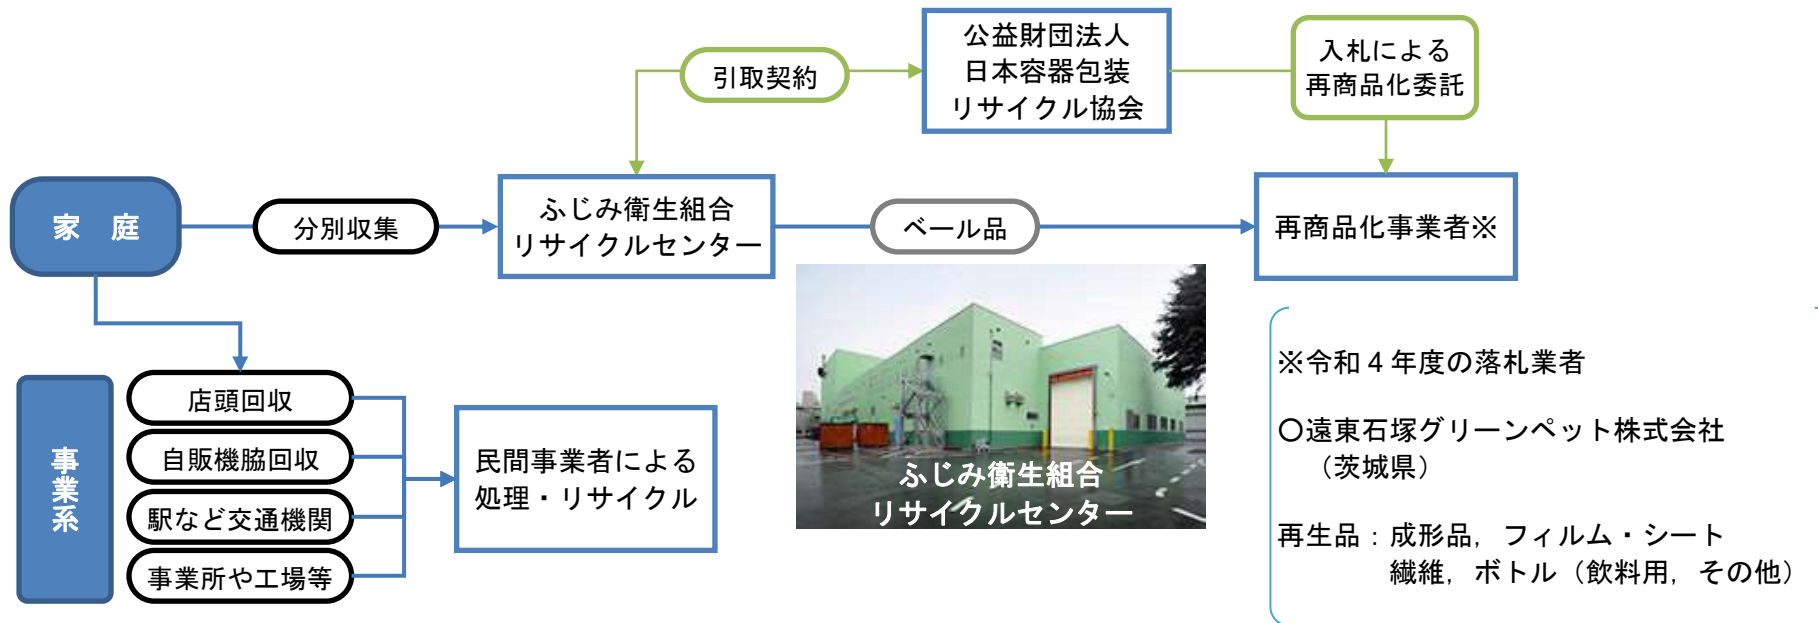 公益財団法人
日本容器包装
リサイクル協会
引取契約
入札による
再商品化委託
家 庭
分別収集
ふじみ衛生組合
リサイクルセンター
ベール品
再商品化事業者※
事業系
店頭回収
自販機脇回収
駅など交通機関
事業所や工場等
民間事業者による
処理・リサイクル
ふじみ衛生組合
リサイクルセンター
※令和４年度の落札業者
〇遠東石塚グリーンペット株式会社
（茨城県）
再生品：成形品，フィルム・シート
繊維，ボトル（飲料用，その他）